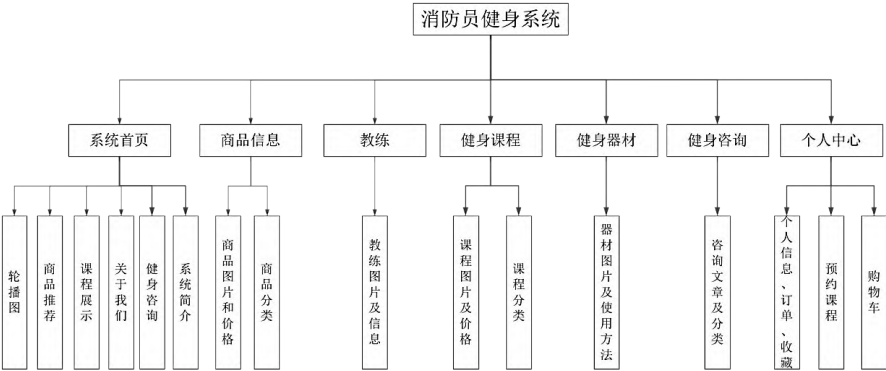 消防员健身系统
系统首页
商品信息
教练
健身课程
健身器材
健身咨询
个人中心
轮播图
商品推荐
课程展示
关于我们
健身咨询
系统简介
商品图片和价格
商品分类
教练图片及信息
课程图片及价格
课程分类
器材图片及使用方法
咨询文章及分类
个人信息、订单、收藏
预约课程
购物车